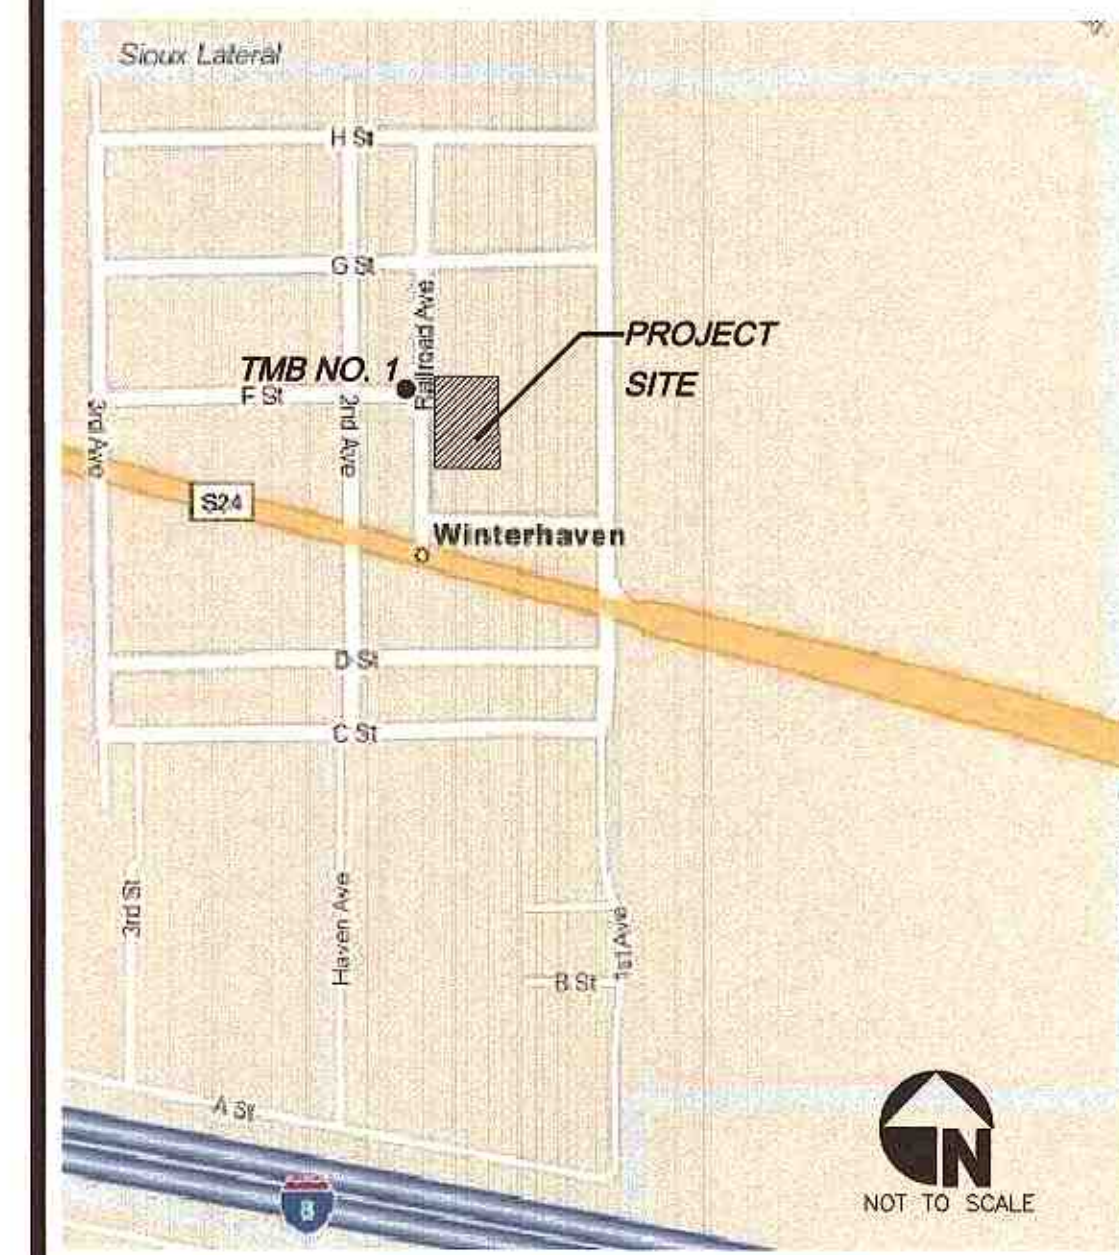 Sioux Lateral
H St
G St
Railroad Ave
PROJECT
SITE
TMB NO. 1
F St
3rd Ave
2nd Ave
S24
Winterhaven
D St
C St
3rd St
Haven Ave
1st Ave
B St
A St
8
N
NOT TO SCALE